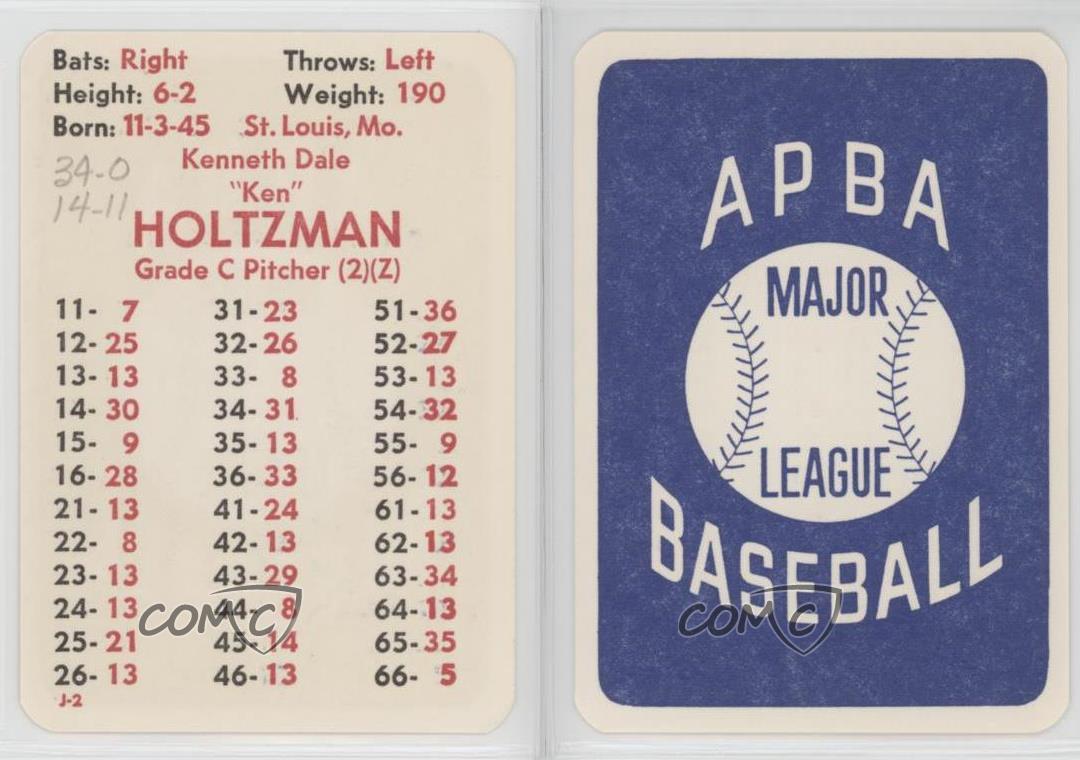 Bats: Right Throws: Left
Height: 6-2 Weight: 190
Born: 11-3-45 St. Louis, Mo.
34-0
14-11
Kenneth Dale
"Ken"
HOLTZMAN
Grade C Pitcher (2)(Z)
11- 7 31- 23 51- 36
12- 25 32- 26 52- 27
13- 13 33- 8 53- 13
14- 30 34- 31 54- 32
15- 9 35- 13 55- 9
16- 28 36- 33 56- 12
21- 13 41- 24 61- 13
22- 8 42- 13 62- 13
23- 13 43- 29 63- 34
24- 13 44- 8 64- 13
25- 21 45- 14 65- 35
26- 13 46- 13 66- 5
J-2
COMC
APBA
MAJOR
LEAGUE
BASEBALL
COMC